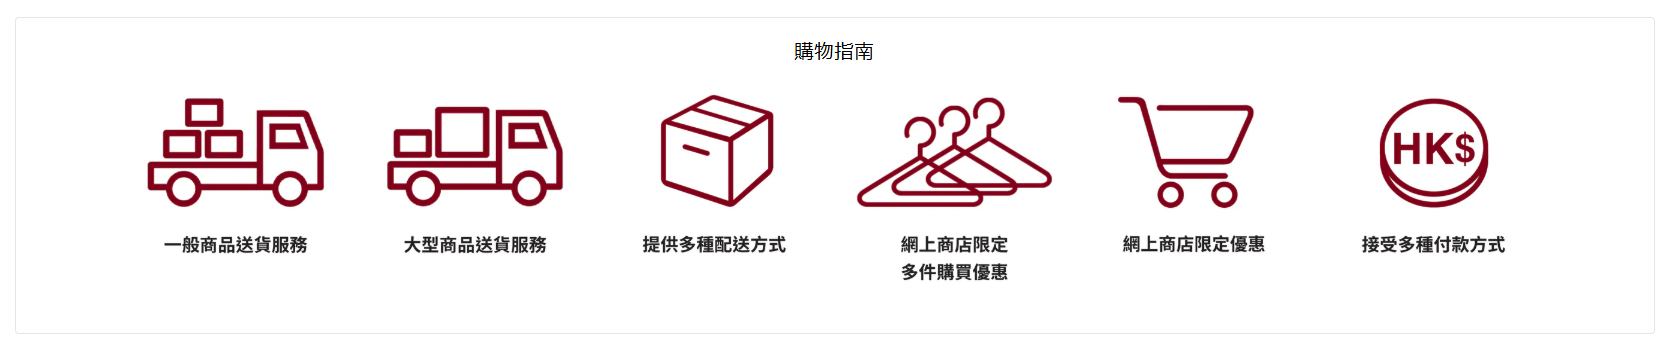 購物指南
HK$
一般商品送貨服務
大型商品送貨服務
提供多種配送方式
網上商店限定
多件購買優惠
網上商店限定優惠
接受多種付款方式